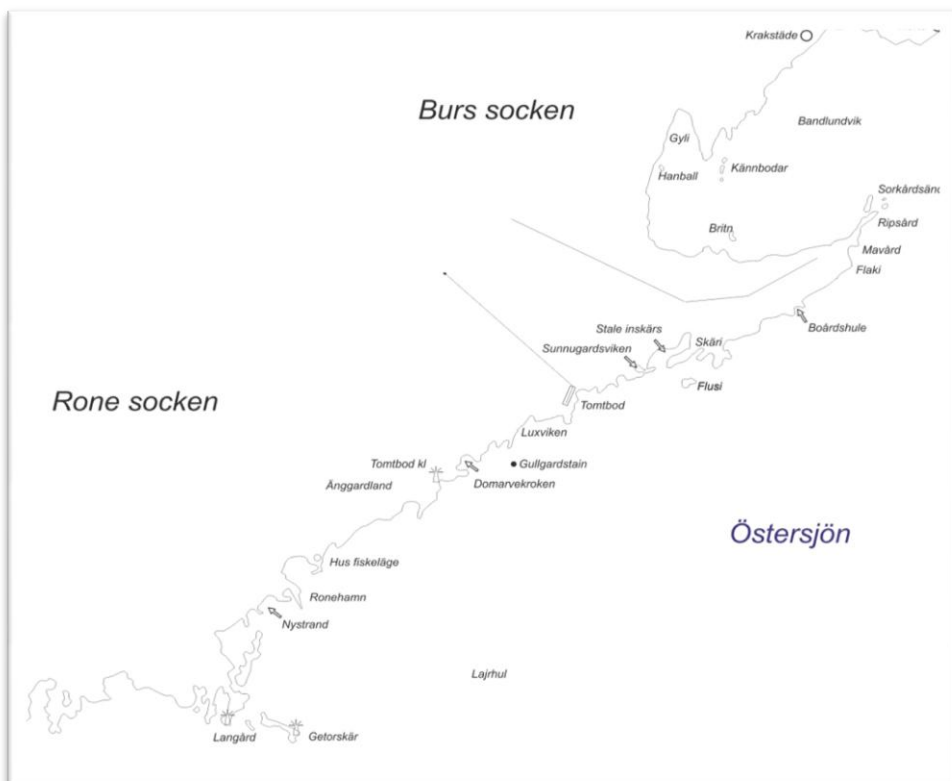 Krakstäde
Burs socken
Bandlundvik
Gyli
Kännbodar
Hanball
Sorkårdsän
Ripsård
Britn
Mavård
Flaki
Stale inskärs
Boårdshule
Sunnugardsviken
Skäri
Flusi
Rone socken
Tomtbod
Luxviken
Tomtbod kl
Gullgardstain
Änggardland
Domarvekroken
Östersjön
Hus fiskeläge
Ronehamn
Nystrand
Lajrhul
Langård
Getorskär